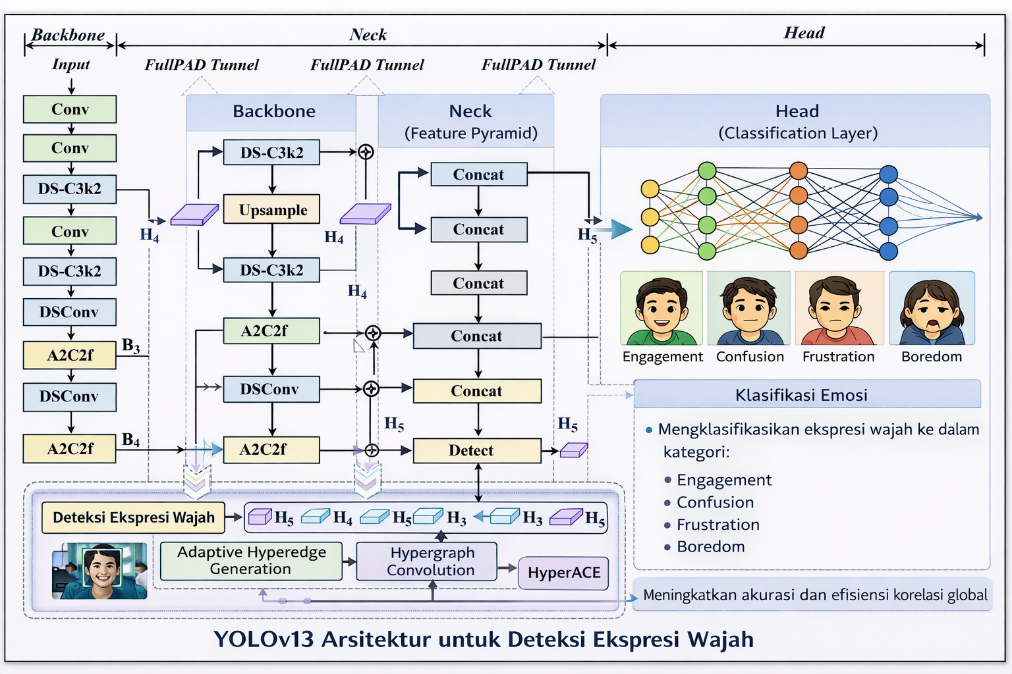 Backbone
Neck
Head
Input
FullPAD Tunnel
FullPAD Tunnel
FullPAD Tunnel
Conv
Conv
DS-C3k2
Conv
DS-C3k2
DSConv
A2C2f
B3
DSConv
A2C2f
B4
H4
Backbone
DS-C3k2
Upsample
H4
DS-C3k2
H4
A2C2f
DSConv
H5
A2C2f
Neck
(Feature Pyramid)
Concat
Concat
Concat
Concat
Concat
Detect
H5
H5
Head
(Classification Layer)
Engagement
Confusion
Frustration
Boredom
Klasifikasi Emosi
• Mengklasifikasikan ekspresi wajah ke dalam
kategori:
• Engagement
• Confusion
• Frustration
• Boredom
Deteksi Ekspresi Wajah
H5 H4 H5 H3 H3 H5
Adaptive Hyperedge
Generation
Hypergraph
Convolution
HyperACE
Meningkatkan akurasi dan efisiensi korelasi global
YOLOv13 Arsitektur untuk Deteksi Ekspresi Wajah